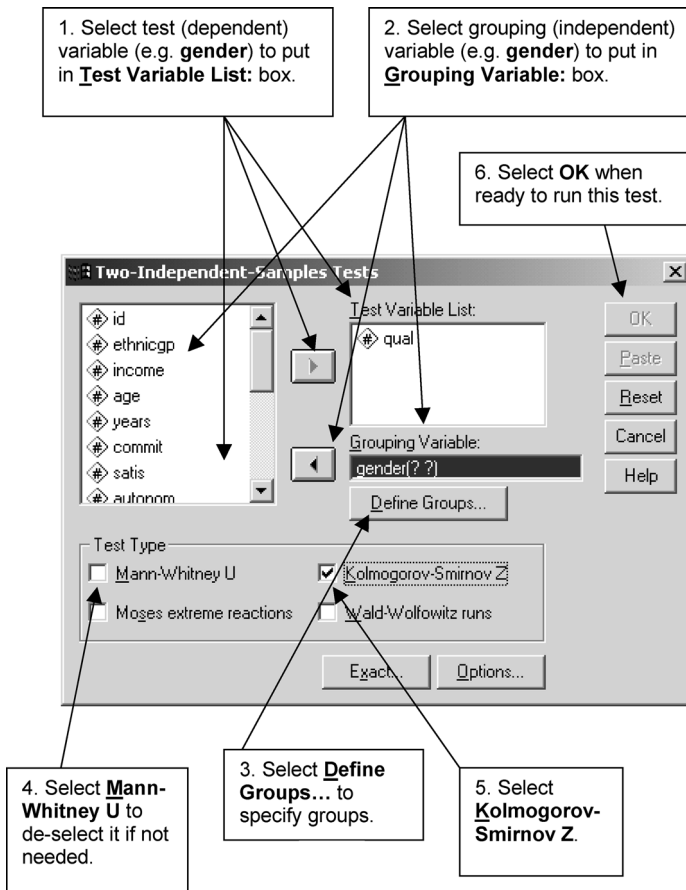 1. Select test (dependent)
variable (e.g. gender) to put
in Test Variable List: box.
2. Select grouping (independent)
variable (e.g. gender) to put in
Grouping Variable: box.
6. Select OK when
ready to run this test.
Two-Independent-Samples Tests
id
ethnicgp
income
age
years
commit
satis
autonom
Test Variable List:
qual
Grouping Variable:
gender(? ?)
Define Groups...
OK
Paste
Reset
Cancel
Help
Test Type
Mann-Whitney U
Kolmogorov-Smirnov Z
Moses extreme reactions
Wald-Wolfowitz runs
Exact...
Options...
4. Select Mann-
Whitney U to
de-select it if not
needed.
3. Select Define
Groups… to
specify groups.
5. Select
Kolmogorov-
Smirnov Z.